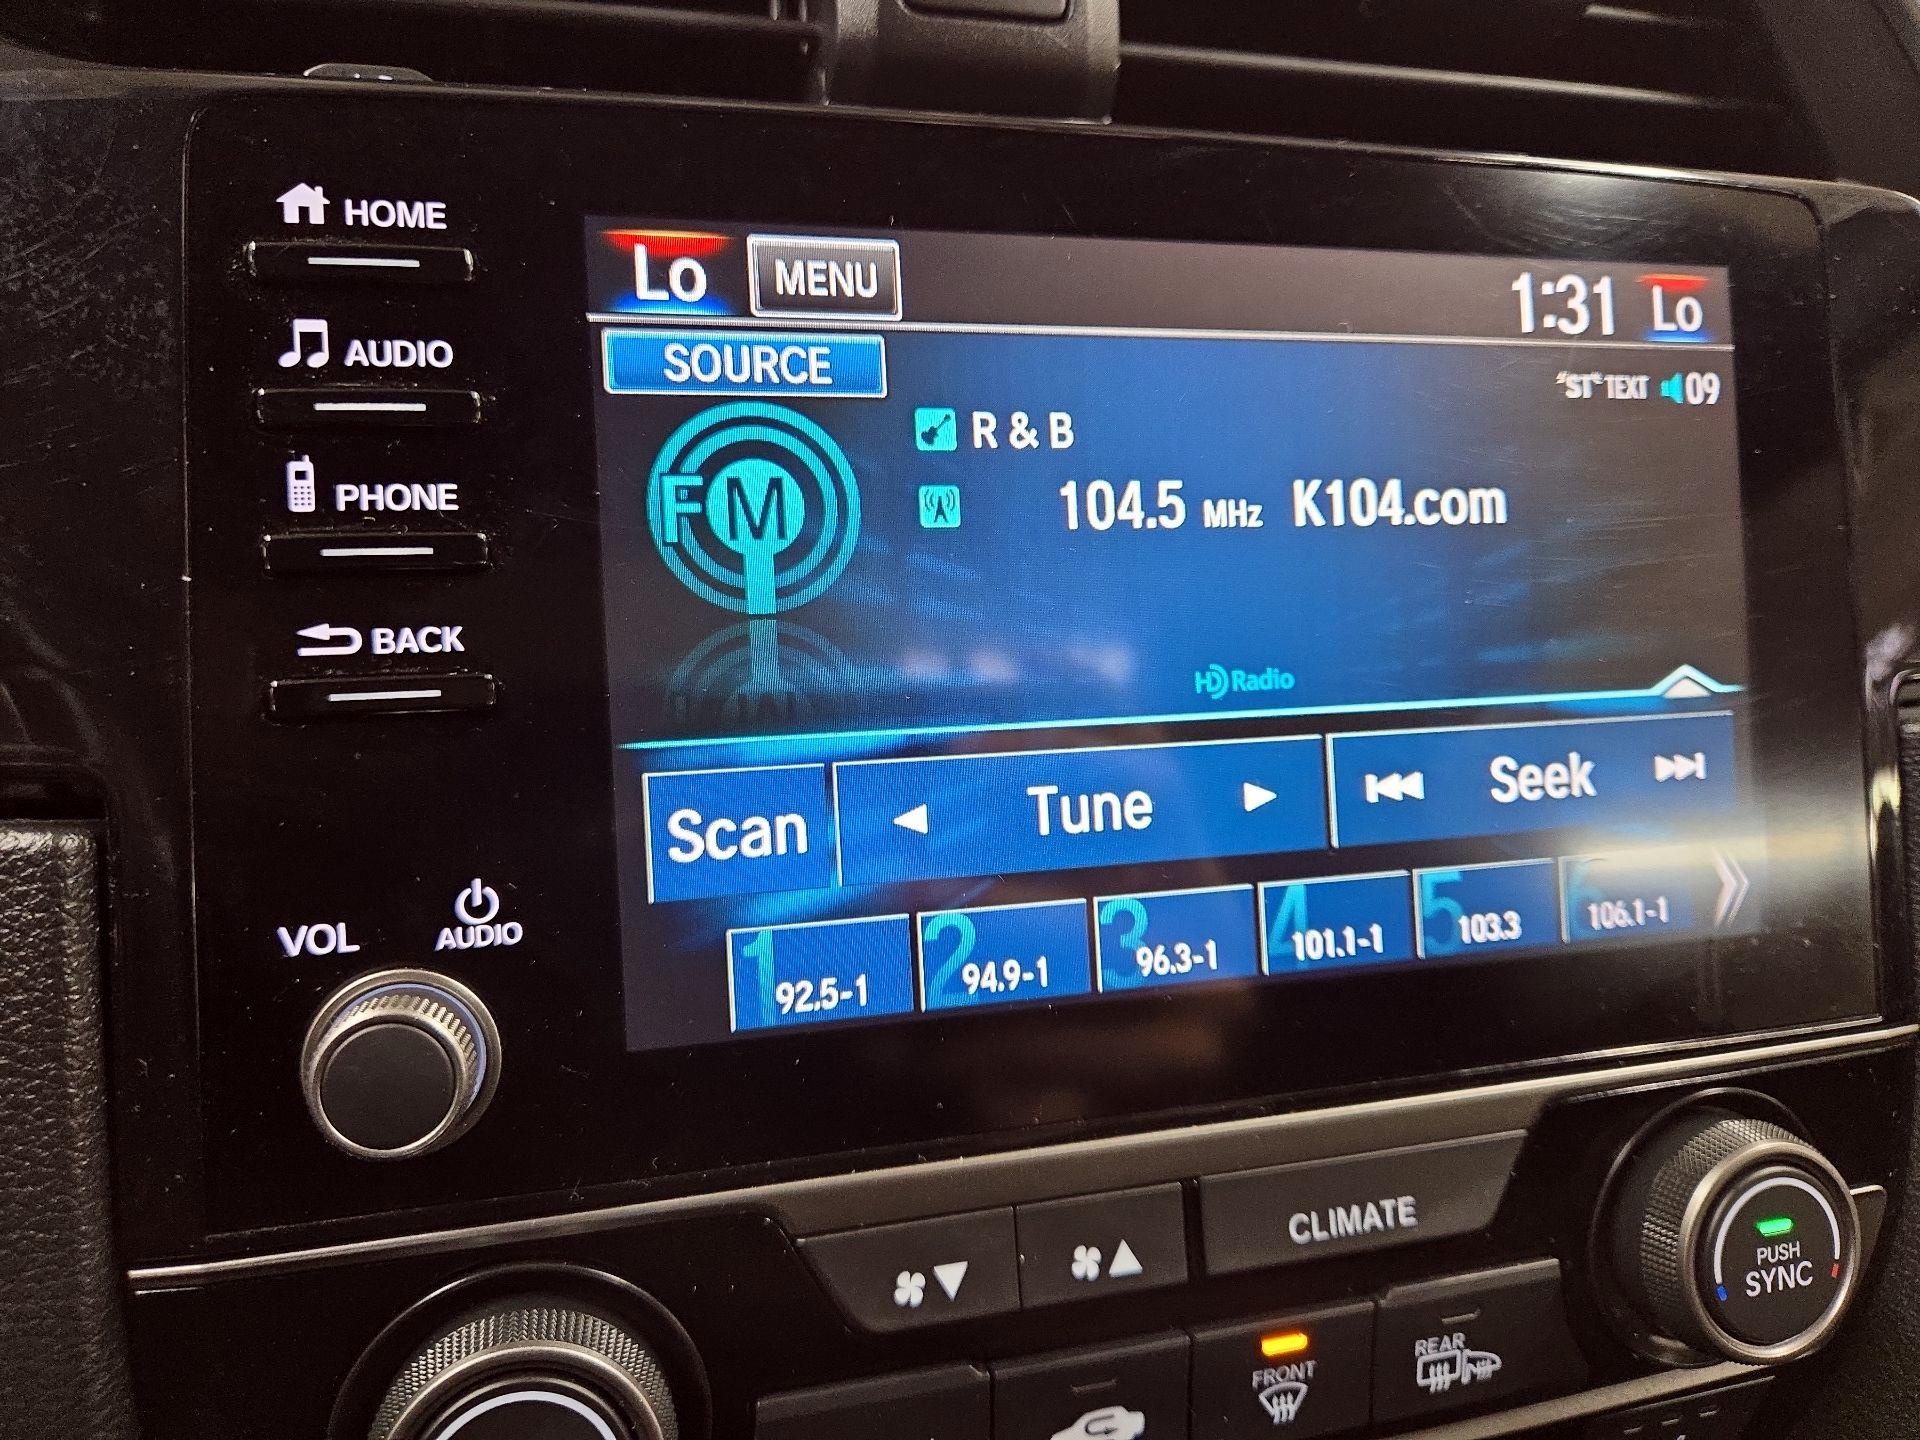 HOME
AUDIO
PHONE
BACK
VOL
AUDIO
Lo MENU 1:31 Lo
SOURCE
"ST" TEXT 09
FM
R & B
104.5 MHz K104.com
HD Radio
Scan Tune Seek
1 92.5-1
2 94.9-1
3 96.3-1
4 101.1-1
5 103.3
6 106.1-1
CLIMATE
PUSH
SYNC
FRONT
REAR